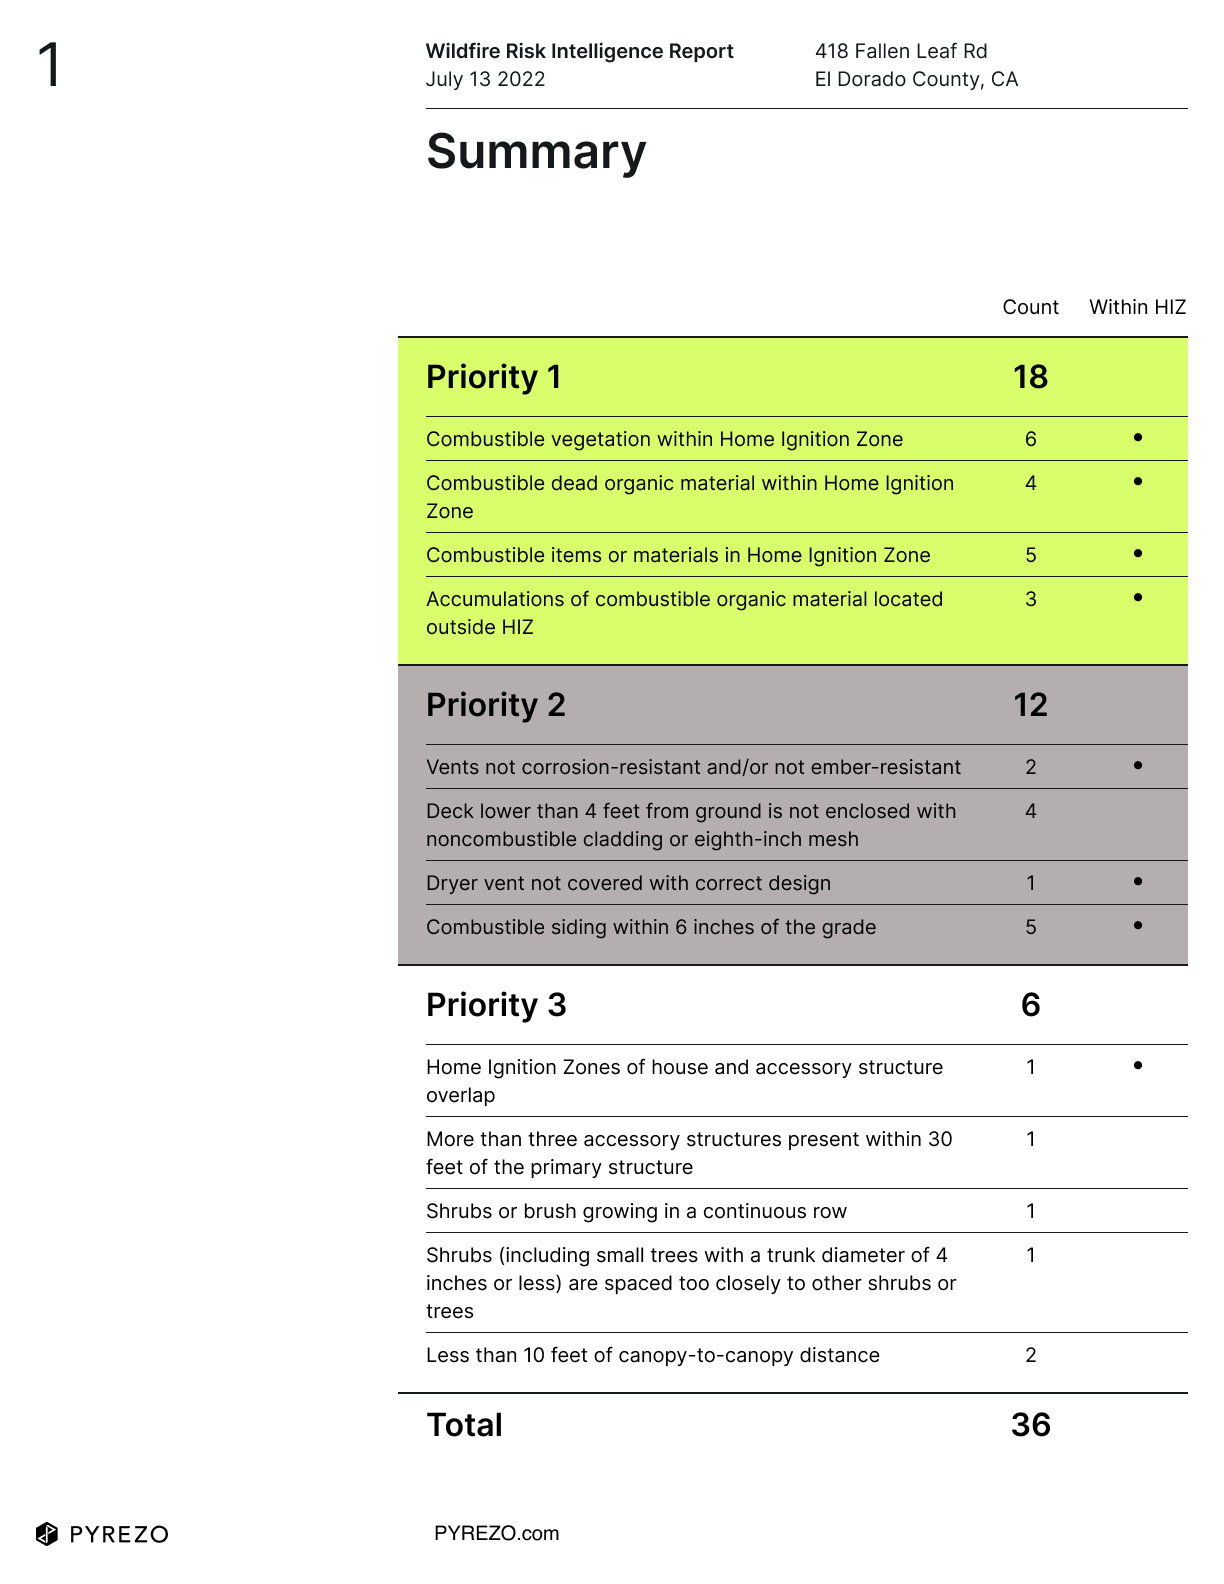 1
Wildfire Risk Intelligence Report
July 13 2022
418 Fallen Leaf Rd
El Dorado County, CA
Summary
Count Within HIZ
Priority 1 18
Combustible vegetation within Home Ignition Zone 6 •
Combustible dead organic material within Home Ignition 4 •
Zone
Combustible items or materials in Home Ignition Zone 5 •
Accumulations of combustible organic material located 3 •
outside HIZ
Priority 2 12
Vents not corrosion-resistant and/or not ember-resistant 2 •
Deck lower than 4 feet from ground is not enclosed with 4
noncombustible cladding or eighth-inch mesh
Dryer vent not covered with correct design 1 •
Combustible siding within 6 inches of the grade 5 •
Priority 3 6
Home Ignition Zones of house and accessory structure 1 •
overlap
More than three accessory structures present within 30 1
feet of the primary structure
Shrubs or brush growing in a continuous row 1
Shrubs (including small trees with a trunk diameter of 4 1
inches or less) are spaced too closely to other shrubs or
trees
Less than 10 feet of canopy-to-canopy distance 2
Total 36
PYREZO PYREZO.com